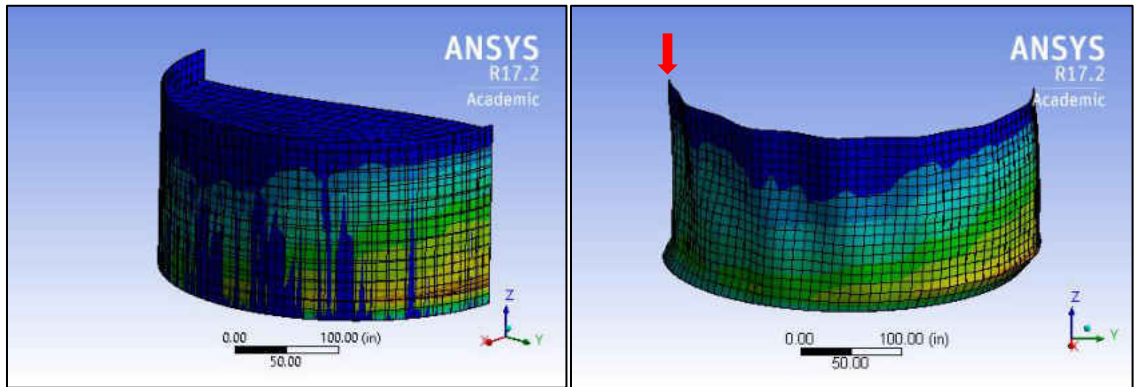 ANSYS
R17.2
Academic
Z
X
Y
0.00
100.00 (in)
50.00
ANSYS
R17.2
Academic
Z
X
Y
0.00
100.00 (in)
50.00